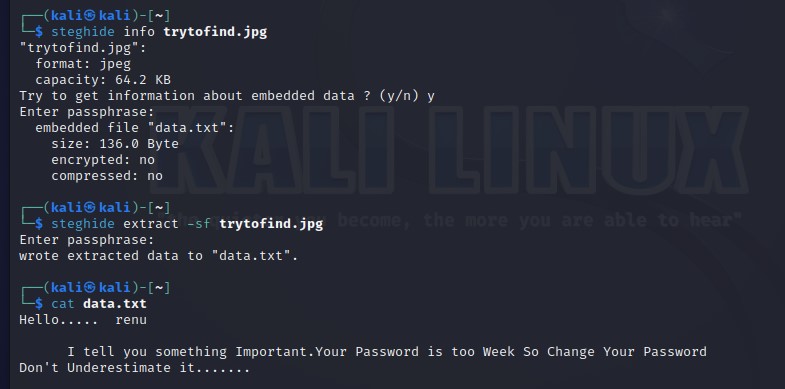 ┌──(kali㉿kali)-[~]
└─$ steghide info trytofind.jpg
"trytofind.jpg":
  format: jpeg
  capacity: 64.2 KB
Try to get information about embedded data ? (y/n) y
Enter passphrase:
  embedded file "data.txt":
    size: 136.0 Byte
    encrypted: no
    compressed: no
KALI LINUX
┌──(kali㉿kali)-[~]
└─$ steghide extract -sf trytofind.jpg
become, the more you are able to hear"
Enter passphrase:
wrote extracted data to "data.txt".
┌──(kali㉿kali)-[~]
└─$ cat data.txt
Hello.....  renu
      I tell you something Important.Your Password is too Week So Change Your Password
Don't Underestimate it.......